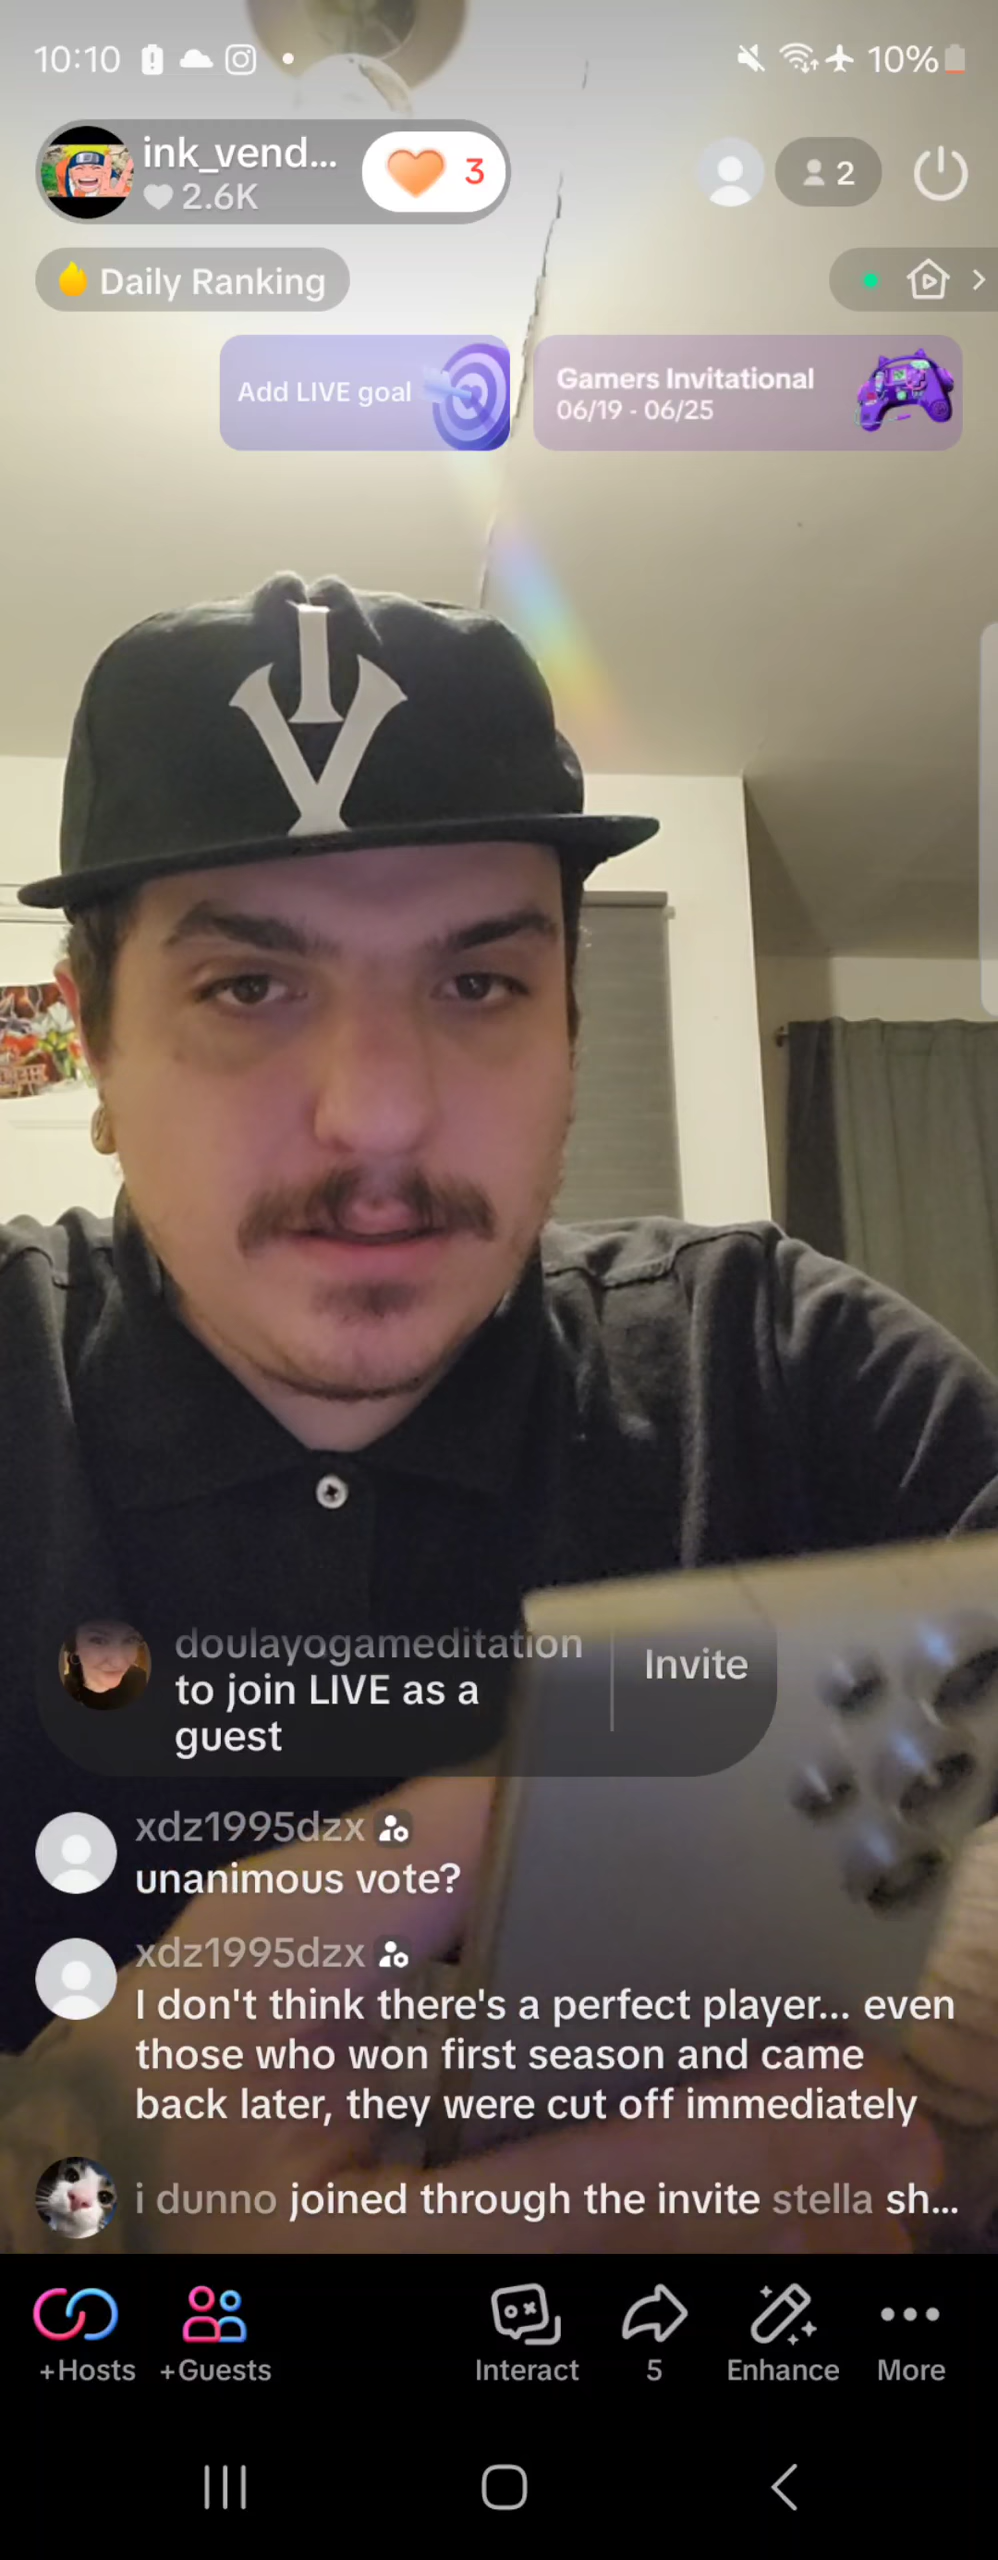 10:10
10%
ink_vend...
2.6K
3
2
Daily Ranking
Add LIVE goal
Gamers Invitational
06/19 - 06/25
IV
doulayogameditation
to join LIVE as a
guest
Invite
xdz1995dzx
unanimous vote?
xdz1995dzx
I don't think there's a perfect player... even
those who won first season and came
back later, they were cut off immediately
i dunno joined through the invite stella sh...
+Hosts
+Guests
Interact
5
Enhance
More